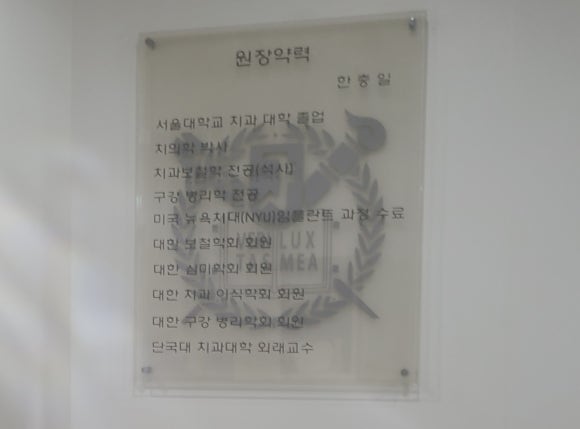 원장약력
한 충 일
서울대학교 치과 대학 졸업
치의학 박사
치과보철학 전공(석사)
구강 병리학 전공
미국 뉴욕치대(NYU)임플란트 과정 수료
대한 보철학회 회원
대한 심미학회 회원
대한 치과 이식학회 회원
대한 구강 병리학회 회원
단국대 치과대학 외래교수
VERI LUX
TAS MEA